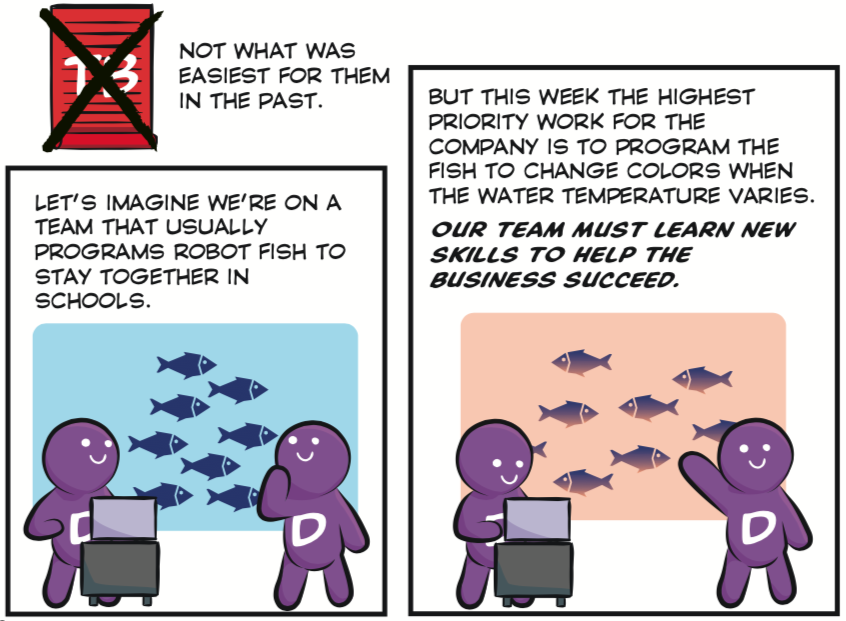 TB
NOT WHAT WAS
EASIEST FOR THEM
IN THE PAST.
LET'S IMAGINE WE'RE ON A
TEAM THAT USUALLY
PROGRAMS ROBOT FISH TO
STAY TOGETHER IN
SCHOOLS.
D
D
BUT THIS WEEK THE HIGHEST
PRIORITY WORK FOR THE
COMPANY IS TO PROGRAM THE
FISH TO CHANGE COLORS WHEN
THE WATER TEMPERATURE VARIES.
OUR TEAM MUST LEARN NEW
SKILLS TO HELP THE
BUSINESS SUCCEED.
D
D